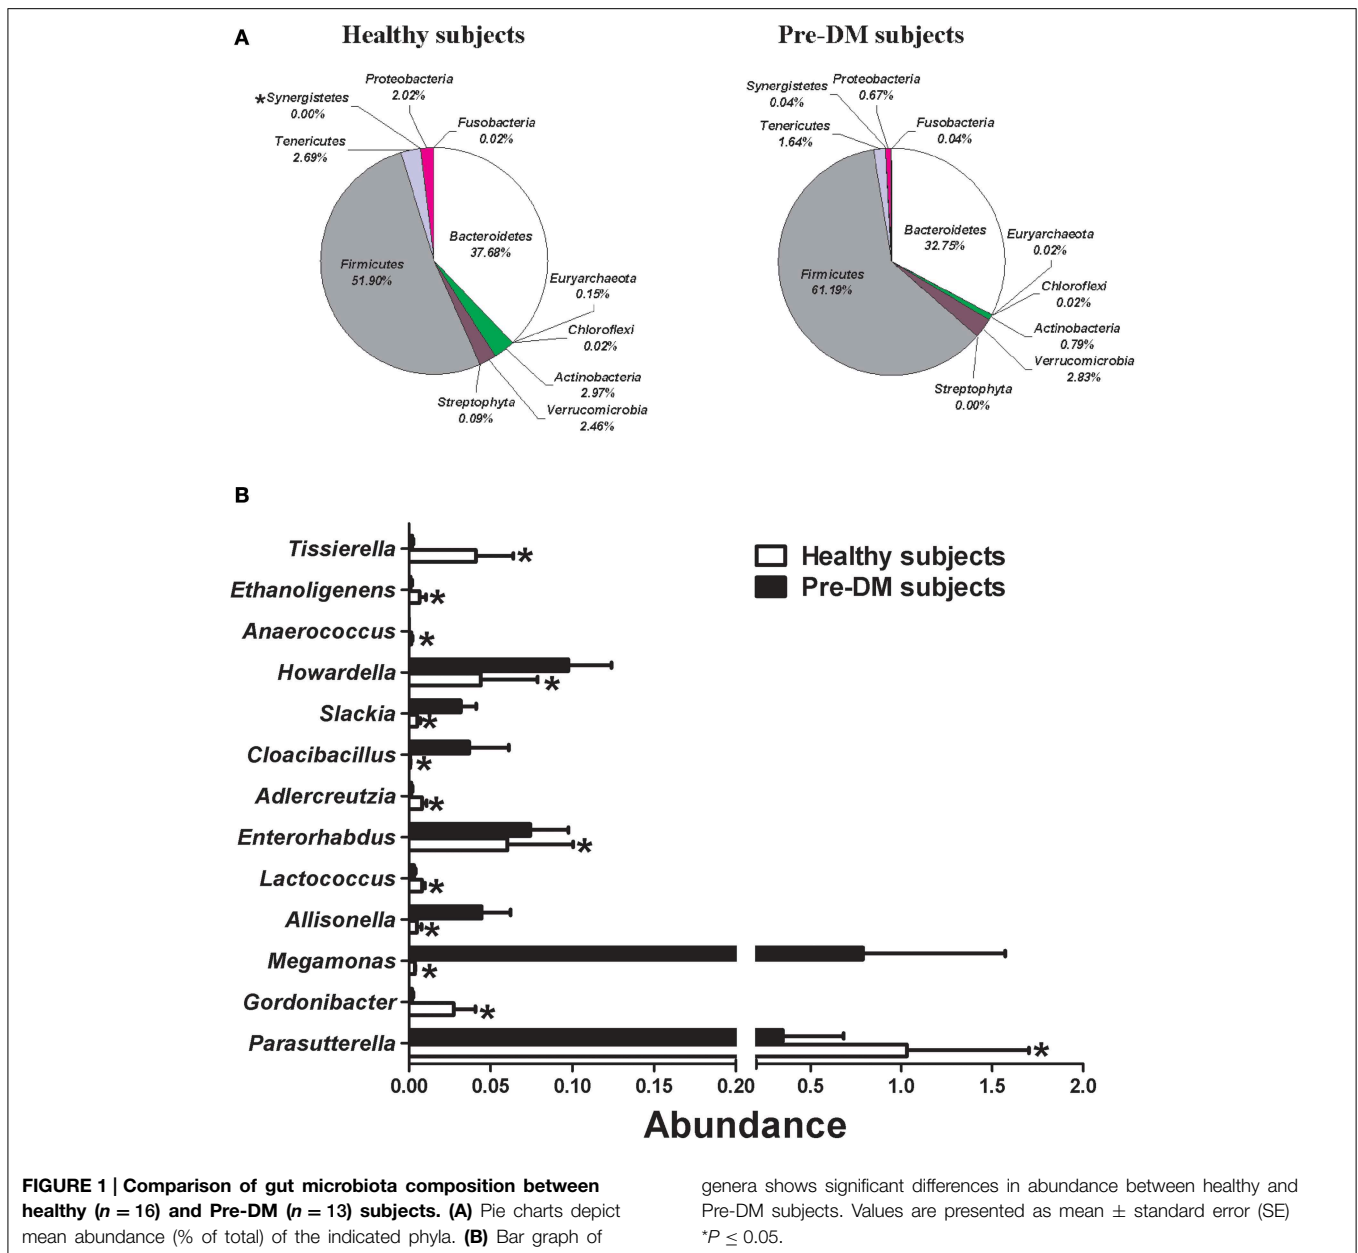 A
Healthy subjects
Pre-DM subjects
Proteobacteria
2.02%
*Synergistetes
0.00%
Fusobacteria
0.02%
Tenericutes
2.69%
Bacteroidetes
37.68%
Firmicutes
51.90%
Euryarchaeota
0.15%
Chloroflexi
0.02%
Actinobacteria
2.97%
Streptophyta
0.09%
Verrucomicrobia
2.46%
Synergistetes
0.04%
Proteobacteria
0.67%
Tenericutes
1.64%
Fusobacteria
0.04%
Bacteroidetes
32.75%
Euryarchaeota
0.02%
Firmicutes
61.19%
Chloroflexi
0.02%
Actinobacteria
0.79%
Verrucomicrobia
2.83%
Streptophyta
0.00%
B
Healthy subjects
Pre-DM subjects
Tissierella *
Ethanoligenens *
Anaerococcus *
Howardella *
Slackia *
Cloacibacillus *
Adlercreutzia *
Enterorhabdus *
Lactococcus *
Allisonella *
Megamonas *
Gordonibacter *
Parasutterella *
0.00 0.05 0.10 0.15 0.20 0.5 1.0 1.5 2.0
Abundance
FIGURE 1 | Comparison of gut microbiota composition between
healthy (n = 16) and Pre-DM (n = 13) subjects. (A) Pie charts depict
mean abundance (% of total) of the indicated phyla. (B) Bar graph of
genera shows significant differences in abundance between healthy and
Pre-DM subjects. Values are presented as mean ± standard error (SE)
*P ≤ 0.05.